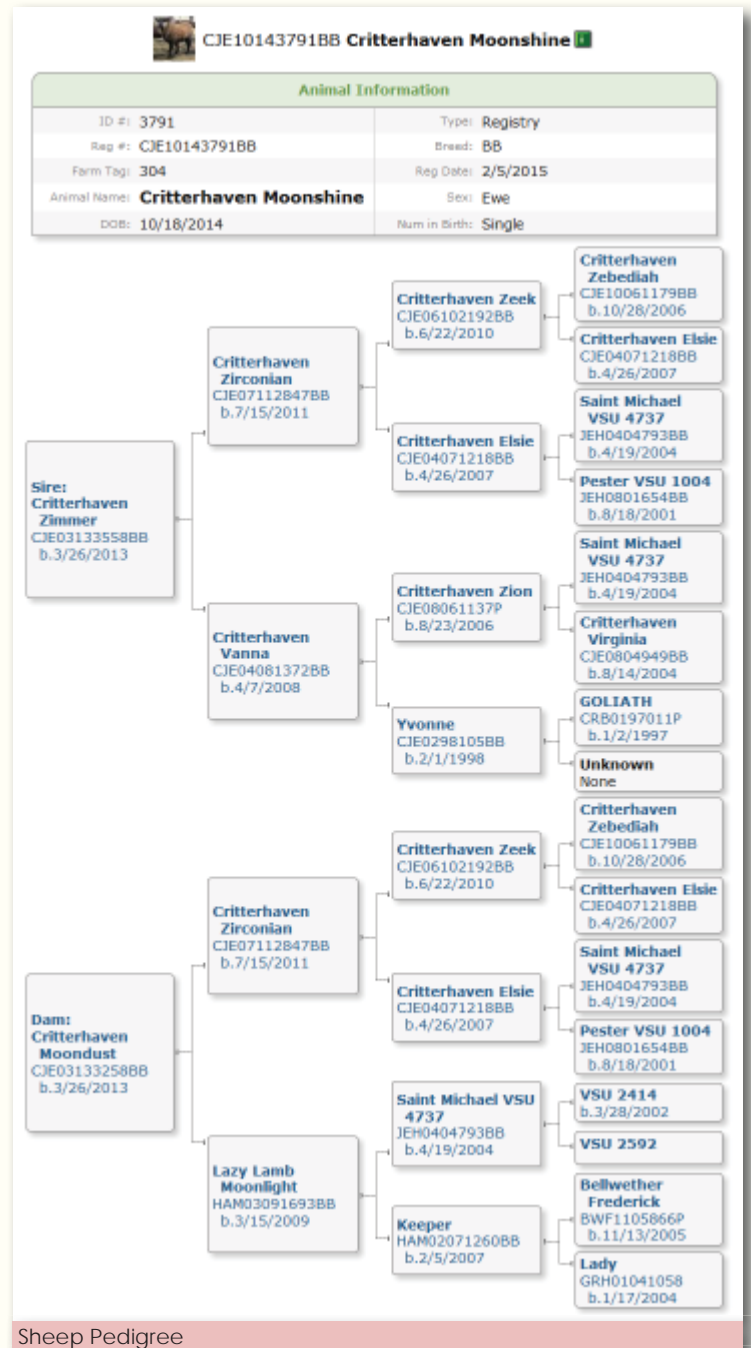 CJE10143791BB Critterhaven Moonshine
Animal Information
ID #: 3791
Type: Registry
Reg #: CJE10143791BB
Breed: BB
Farm Tag: 304
Reg Date: 2/5/2015
Animal Name: Critterhaven Moonshine
Sex: Ewe
DOB: 10/18/2014
Num in Birth: Single
Sire:
Critterhaven
Zimmer
CJE03133558BB
b.3/26/2013
Critterhaven
Zirconian
CJE07112847BB
b.7/15/2011
Critterhaven Zeek
CJE06102192BB
b.6/22/2010
Critterhaven
Zebediah
CJE10061179BB
b.10/28/2006
Critterhaven Elsie
CJE04071218BB
b.4/26/2007
Critterhaven Elsie
CJE04071218BB
b.4/26/2007
Saint Michael
VSU 4737
JEH0404793BB
b.4/19/2004
Pester VSU 1004
JEH0801654BB
b.8/18/2001
Critterhaven
Vanna
CJE04081372BB
b.4/7/2008
Critterhaven Zion
CJE08061137P
b.8/23/2006
Saint Michael
VSU 4737
JEH0404793BB
b.4/19/2004
Critterhaven
Virginia
CJE0804949BB
b.8/14/2004
Yvonne
CJE0298105BB
b.2/1/1998
GOLIATH
CRB0197011P
b.1/2/1997
Unknown
None
Dam:
Critterhaven
Moondust
CJE03133258BB
b.3/26/2013
Critterhaven
Zirconian
CJE07112847BB
b.7/15/2011
Critterhaven Zeek
CJE06102192BB
b.6/22/2010
Critterhaven
Zebediah
CJE10061179BB
b.10/28/2006
Critterhaven Elsie
CJE04071218BB
b.4/26/2007
Critterhaven Elsie
CJE04071218BB
b.4/26/2007
Saint Michael
VSU 4737
JEH0404793BB
b.4/19/2004
Pester VSU 1004
JEH0801654BB
b.8/18/2001
Lazy Lamb
Moonlight
HAM03091693BB
b.3/15/2009
Saint Michael VSU
4737
JEH0404793BB
b.4/19/2004
VSU 2414
b.3/28/2002
VSU 2592
Keeper
HAM02071260BB
b.2/5/2007
Bellwether
Frederick
BWF1105866P
b.11/13/2005
Lady
GRH01041058
b.1/17/2004
Sheep Pedigree